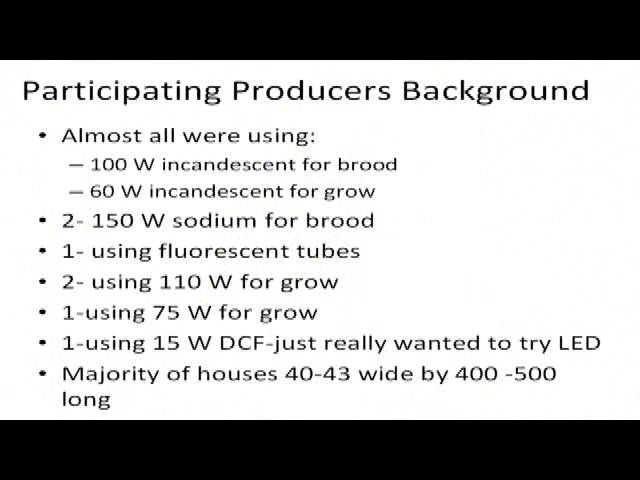 Participating Producers Background
• Almost all were using:
– 100 W incandescent for brood
– 60 W incandescent for grow
• 2- 150 W sodium for brood
• 1- using fluorescent tubes
• 2- using 110 W for grow
• 1-using 75 W for grow
• 1-using 15 W DCF-just really wanted to try LED
• Majority of houses 40-43 wide by 400 -500
long